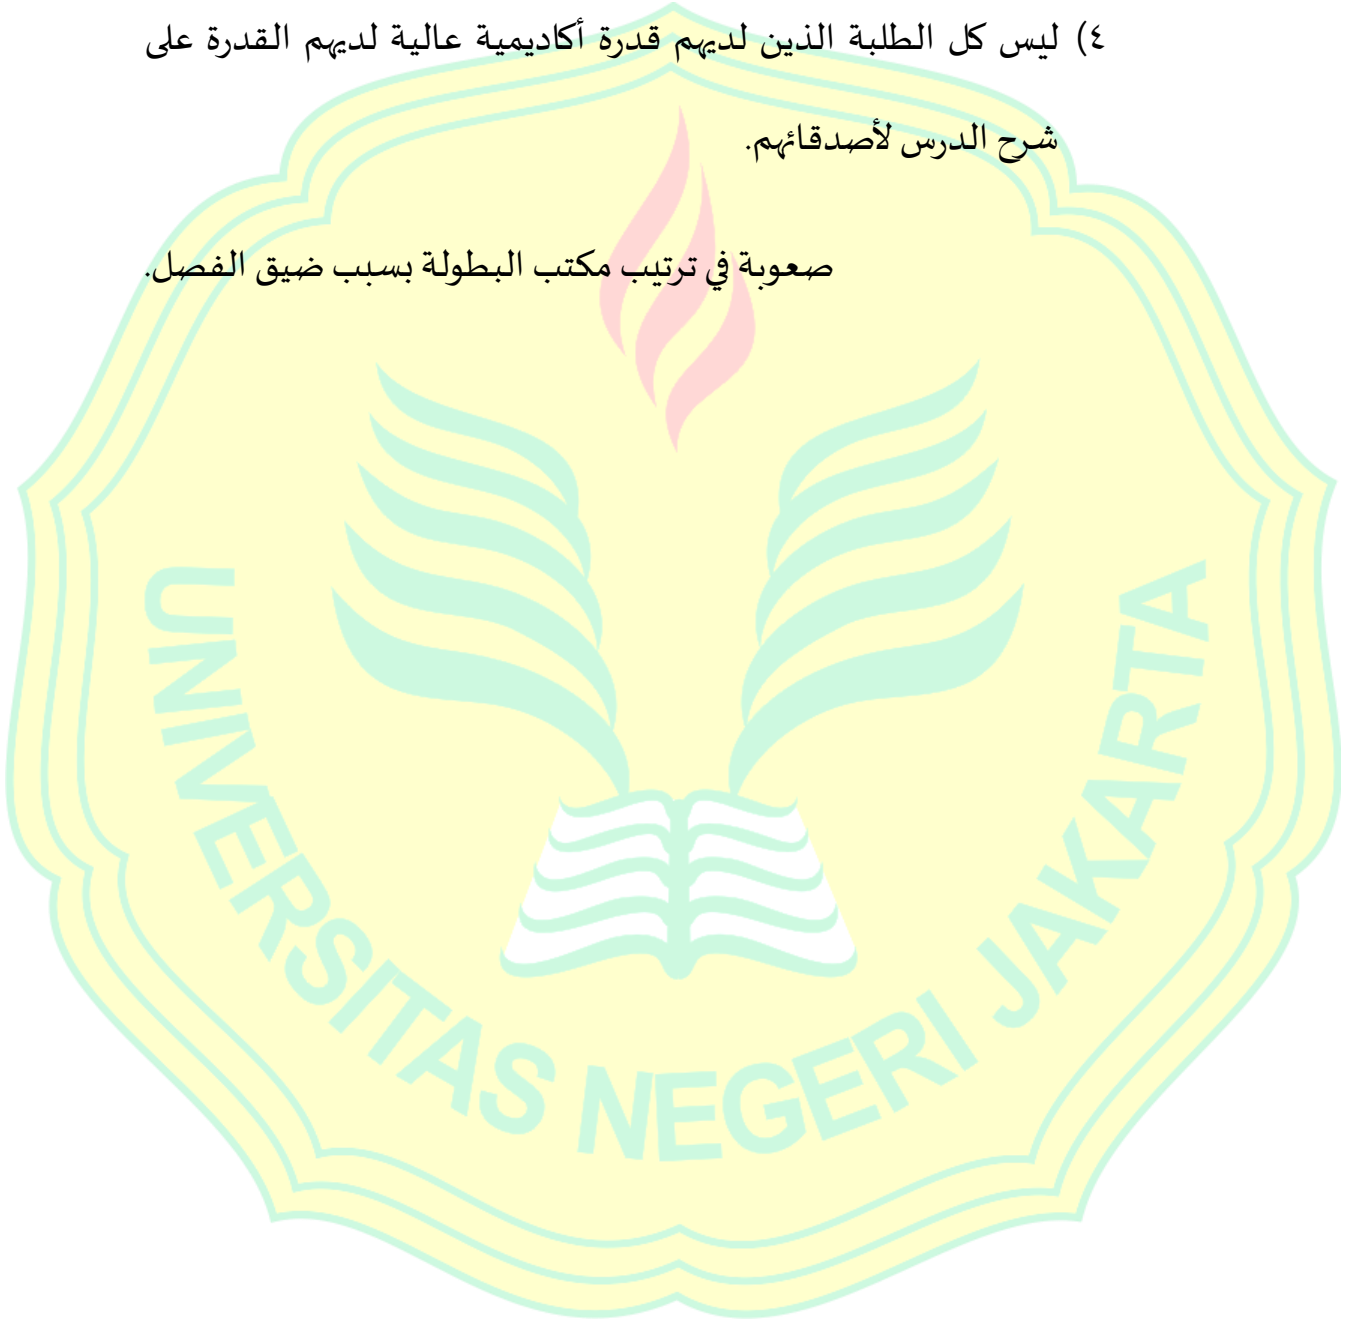 ٤) ليس كل الطلبة الذين لديهم قدرة أكاديمية عالية لديهم القدرة على
شرح الدرس لأصدقائهم.
صعوبة في ترتيب مكتب البطولة بسبب ضيق الفصل.
UNIVERSITAS NEGERI JAKARTA